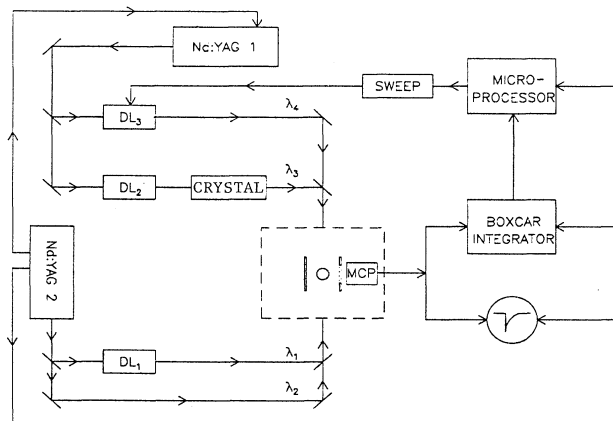 Nd:YAG 1
DL3
SWEEP
MICRO-
PROCESSOR
λ4
DL2
CRYSTAL
λ3
BOXCAR
INTEGRATOR
Nd:YAG 2
MCP
DL1
λ1
λ2